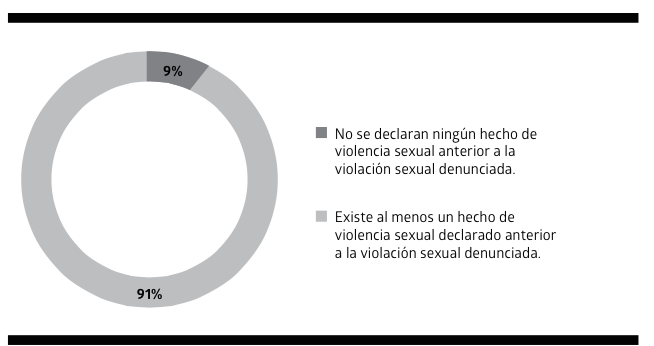 9%
No se declaran ningún hecho de
violencia sexual anterior a la
violación sexual denunciada.
Existe al menos un hecho de
violencia sexual declarado anterior
a la violación sexual denunciada.
91%